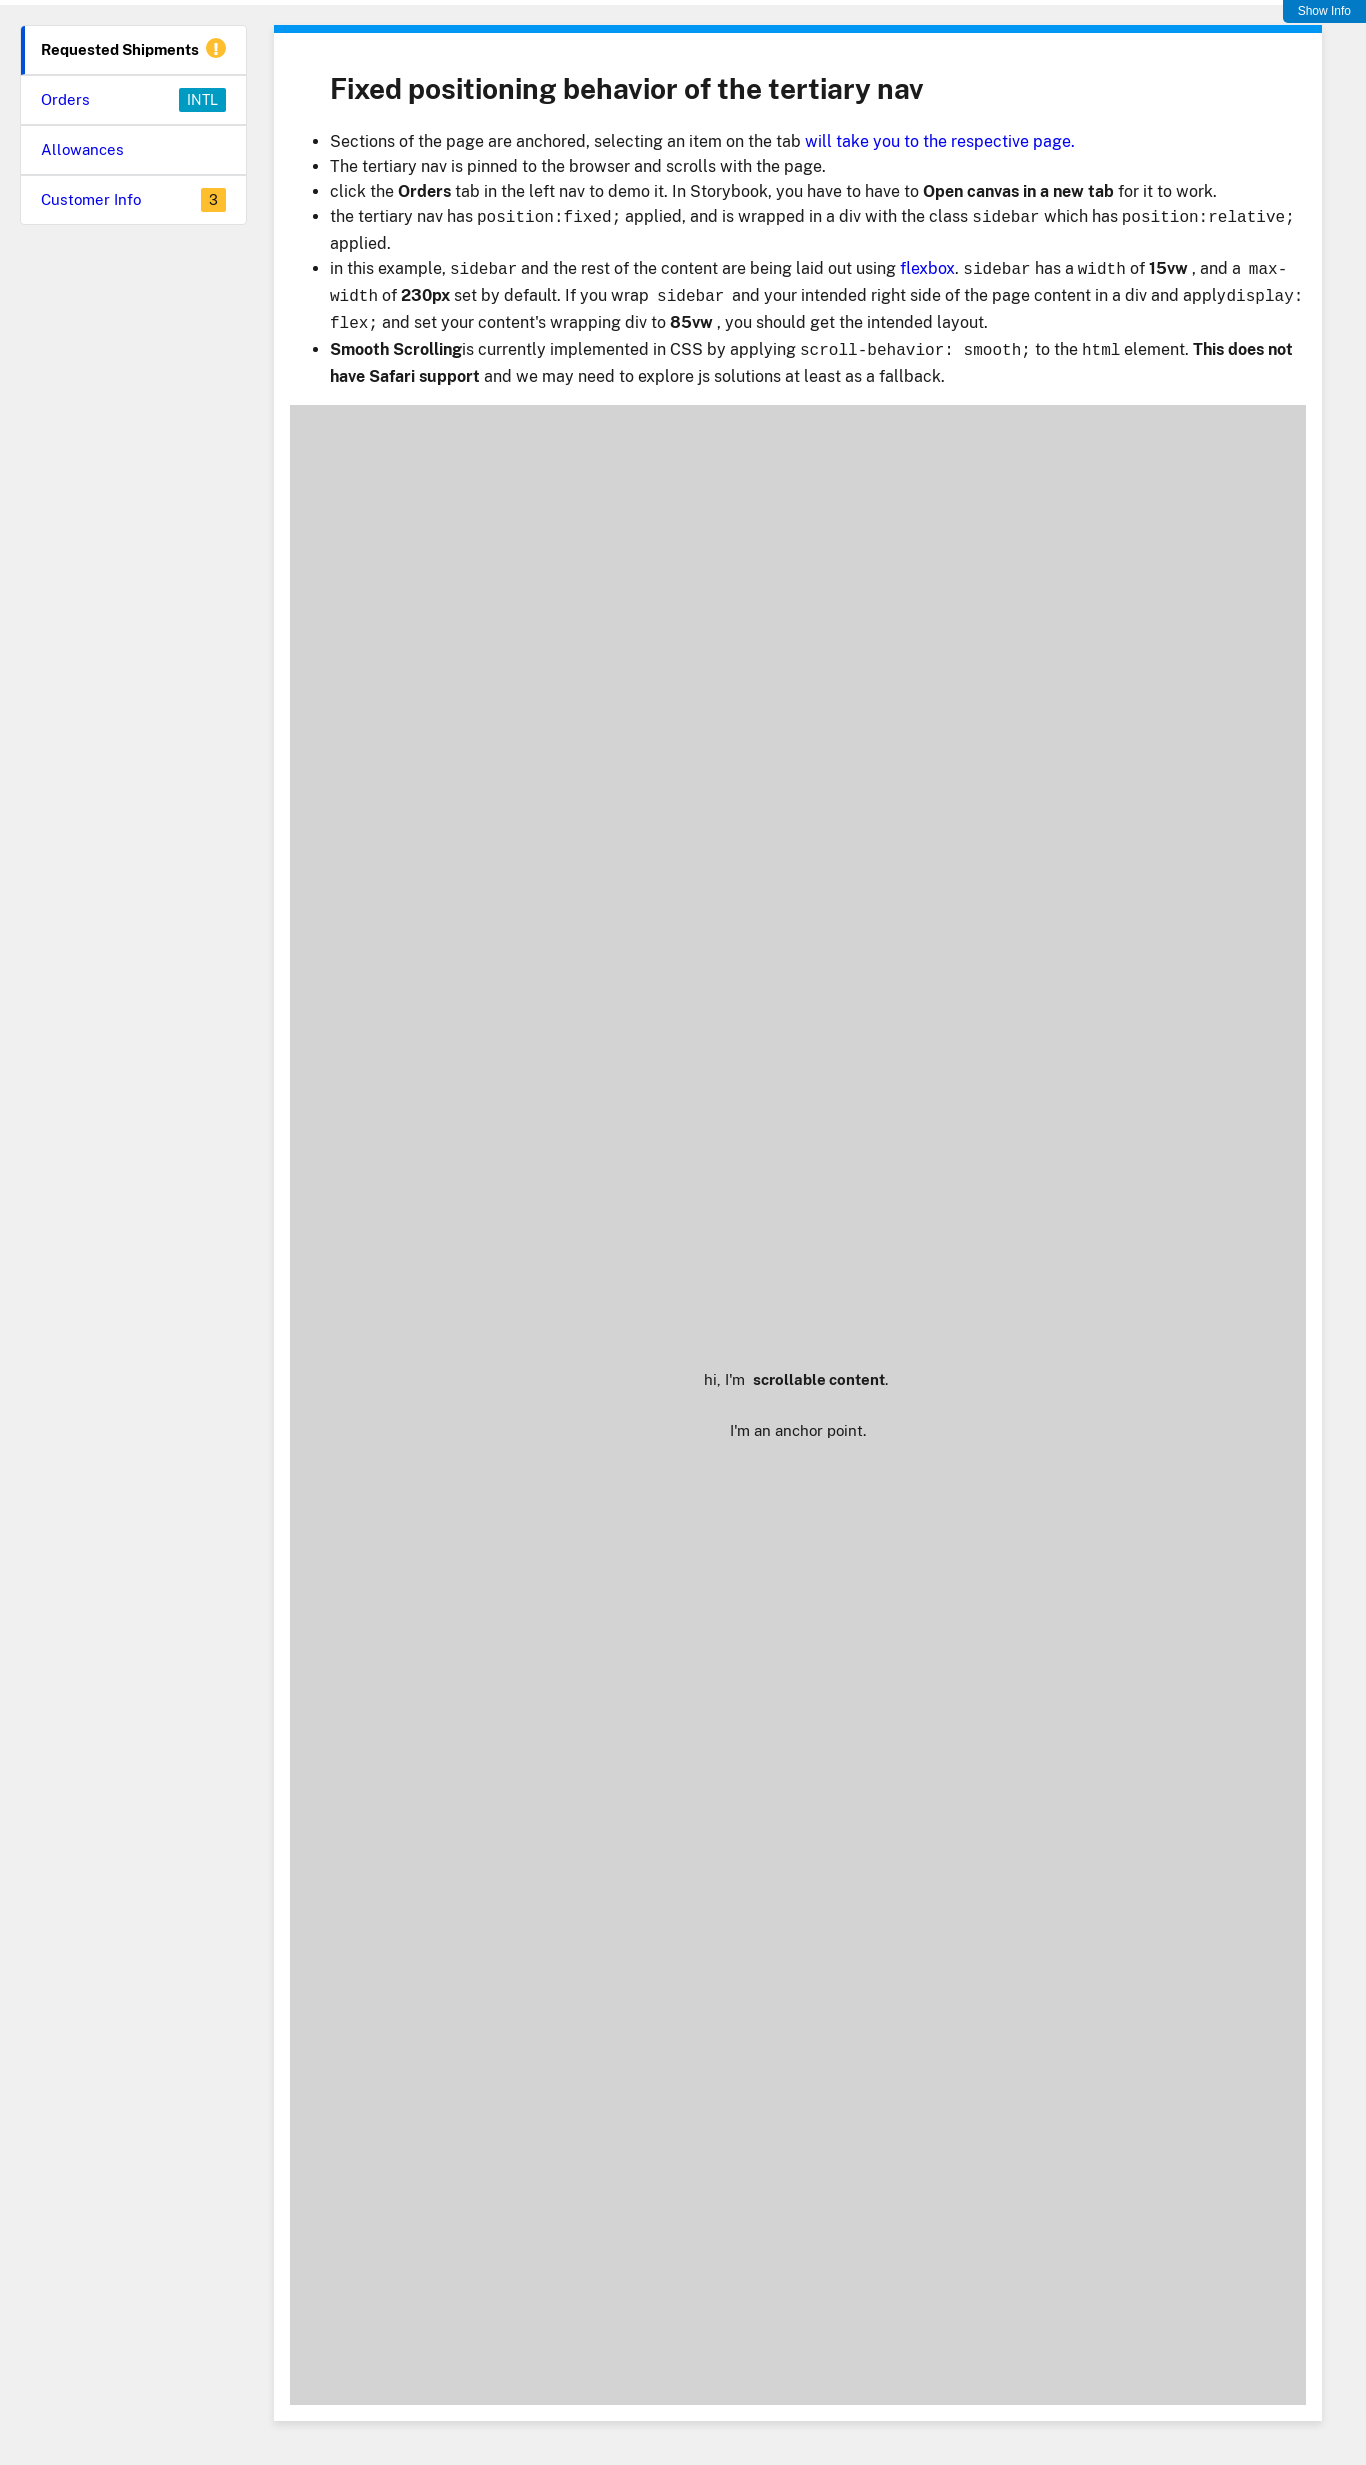 Show Info
Requested Shipments
Orders INTL
Allowances
Customer Info 3
Fixed positioning behavior of the tertiary nav
Sections of the page are anchored, selecting an item on the tab will take you to the respective page.
The tertiary nav is pinned to the browser and scrolls with the page.
click the Orders tab in the left nav to demo it. In Storybook, you have to have to Open canvas in a new tab for it to work.
the tertiary nav has position:fixed; applied, and is wrapped in a div with the class sidebar which has position:relative;
applied.
in this example, sidebar and the rest of the content are being laid out using flexbox. sidebar has a width of 15vw , and a max-
width of 230px set by default. If you wrap sidebar and your intended right side of the page content in a div and applydisplay:
flex; and set your content's wrapping div to 85vw , you should get the intended layout.
Smooth Scrollingis currently implemented in CSS by applying scroll-behavior: smooth; to the html element. This does not
have Safari support and we may need to explore js solutions at least as a fallback.
hi, I'm scrollable content.
I'm an anchor point.